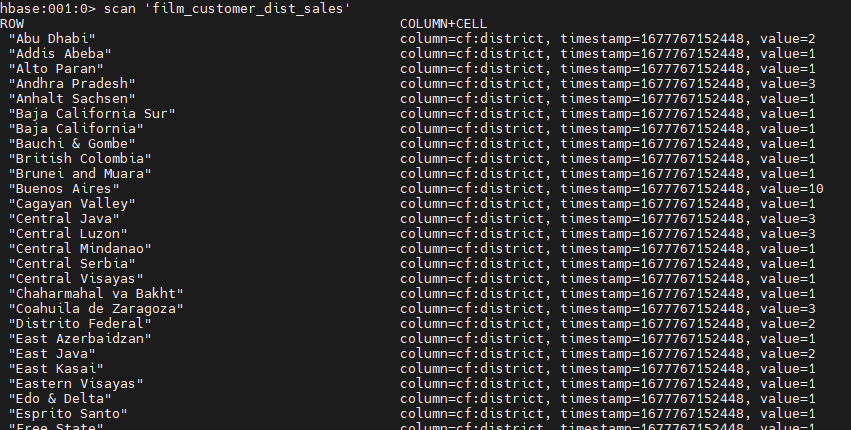 hbase:001:0> scan 'film_customer_dist_sales'
ROW COLUMN+CELL
"Abu Dhabi" column=cf:district, timestamp=1677767152448, value=2
"Addis Abeba" column=cf:district, timestamp=1677767152448, value=1
"Alto Paran" column=cf:district, timestamp=1677767152448, value=1
"Andhra Pradesh" column=cf:district, timestamp=1677767152448, value=3
"Anhalt Sachsen" column=cf:district, timestamp=1677767152448, value=1
"Baja California Sur" column=cf:district, timestamp=1677767152448, value=1
"Baja California" column=cf:district, timestamp=1677767152448, value=1
"Bauchi & Gombe" column=cf:district, timestamp=1677767152448, value=1
"British Colombia" column=cf:district, timestamp=1677767152448, value=1
"Brunei and Muara" column=cf:district, timestamp=1677767152448, value=1
"Buenos Aires" column=cf:district, timestamp=1677767152448, value=10
"Cagayan Valley" column=cf:district, timestamp=1677767152448, value=1
"Central Java" column=cf:district, timestamp=1677767152448, value=3
"Central Luzon" column=cf:district, timestamp=1677767152448, value=3
"Central Mindanao" column=cf:district, timestamp=1677767152448, value=1
"Central Serbia" column=cf:district, timestamp=1677767152448, value=1
"Central Visayas" column=cf:district, timestamp=1677767152448, value=1
"Chaharmahal va Bakht" column=cf:district, timestamp=1677767152448, value=1
"Coahuila de Zaragoza" column=cf:district, timestamp=1677767152448, value=3
"Distrito Federal" column=cf:district, timestamp=1677767152448, value=2
"East Azerbaidzan" column=cf:district, timestamp=1677767152448, value=1
"East Java" column=cf:district, timestamp=1677767152448, value=2
"East Kasai" column=cf:district, timestamp=1677767152448, value=1
"Eastern Visayas" column=cf:district, timestamp=1677767152448, value=1
"Edo & Delta" column=cf:district, timestamp=1677767152448, value=1
"Esprito Santo" column=cf:district, timestamp=1677767152448, value=1
"Free State" column=cf:district, timestamp=1677767152448, value=1